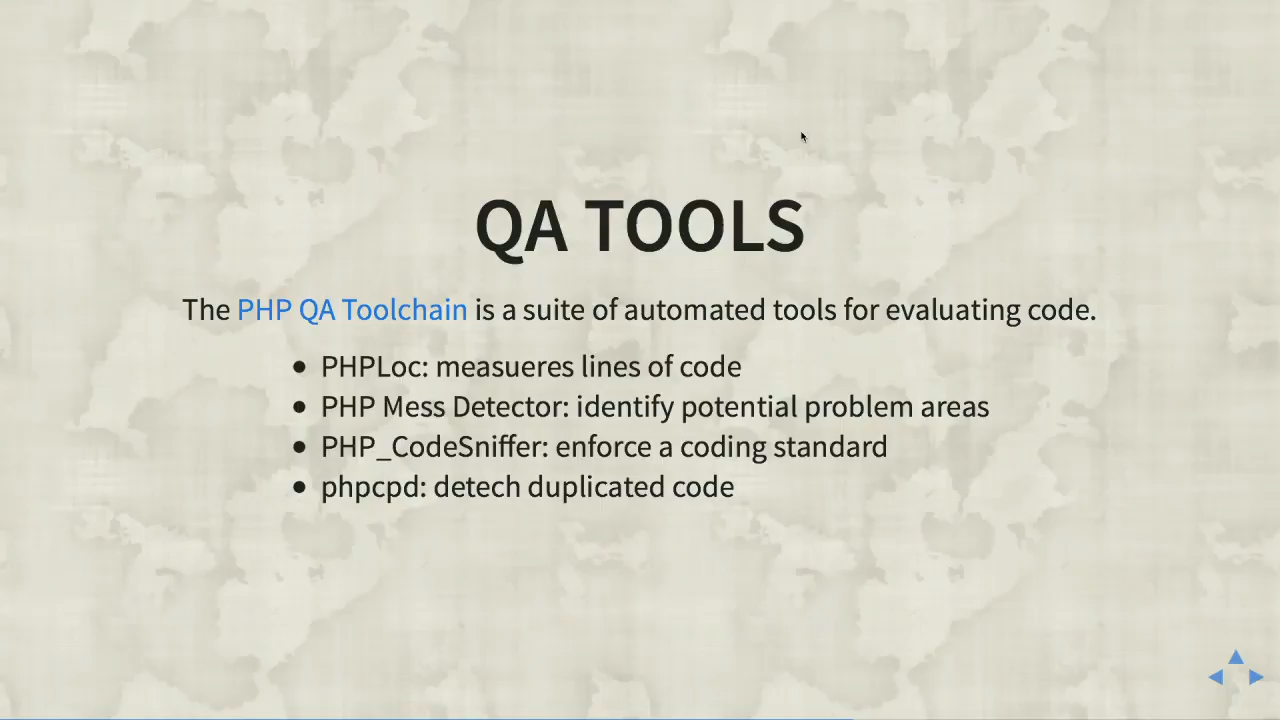 QA TOOLS
The PHP QA Toolchain is a suite of automated tools for evaluating code.
• PHPLoc: measueres lines of code
• PHP Mess Detector: identify potential problem areas
• PHP_CodeSniffer: enforce a coding standard
• phpcpd: detech duplicated code